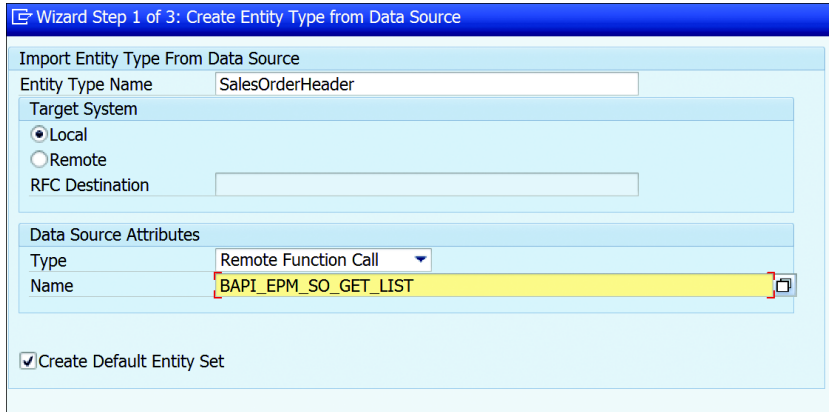 Wizard Step 1 of 3: Create Entity Type from Data Source
Import Entity Type From Data Source
Entity Type Name SalesOrderHeader
Target System
Local
Remote
RFC Destination
Data Source Attributes
Type Remote Function Call
Name BAPI_EPM_SO_GET_LIST
Create Default Entity Set